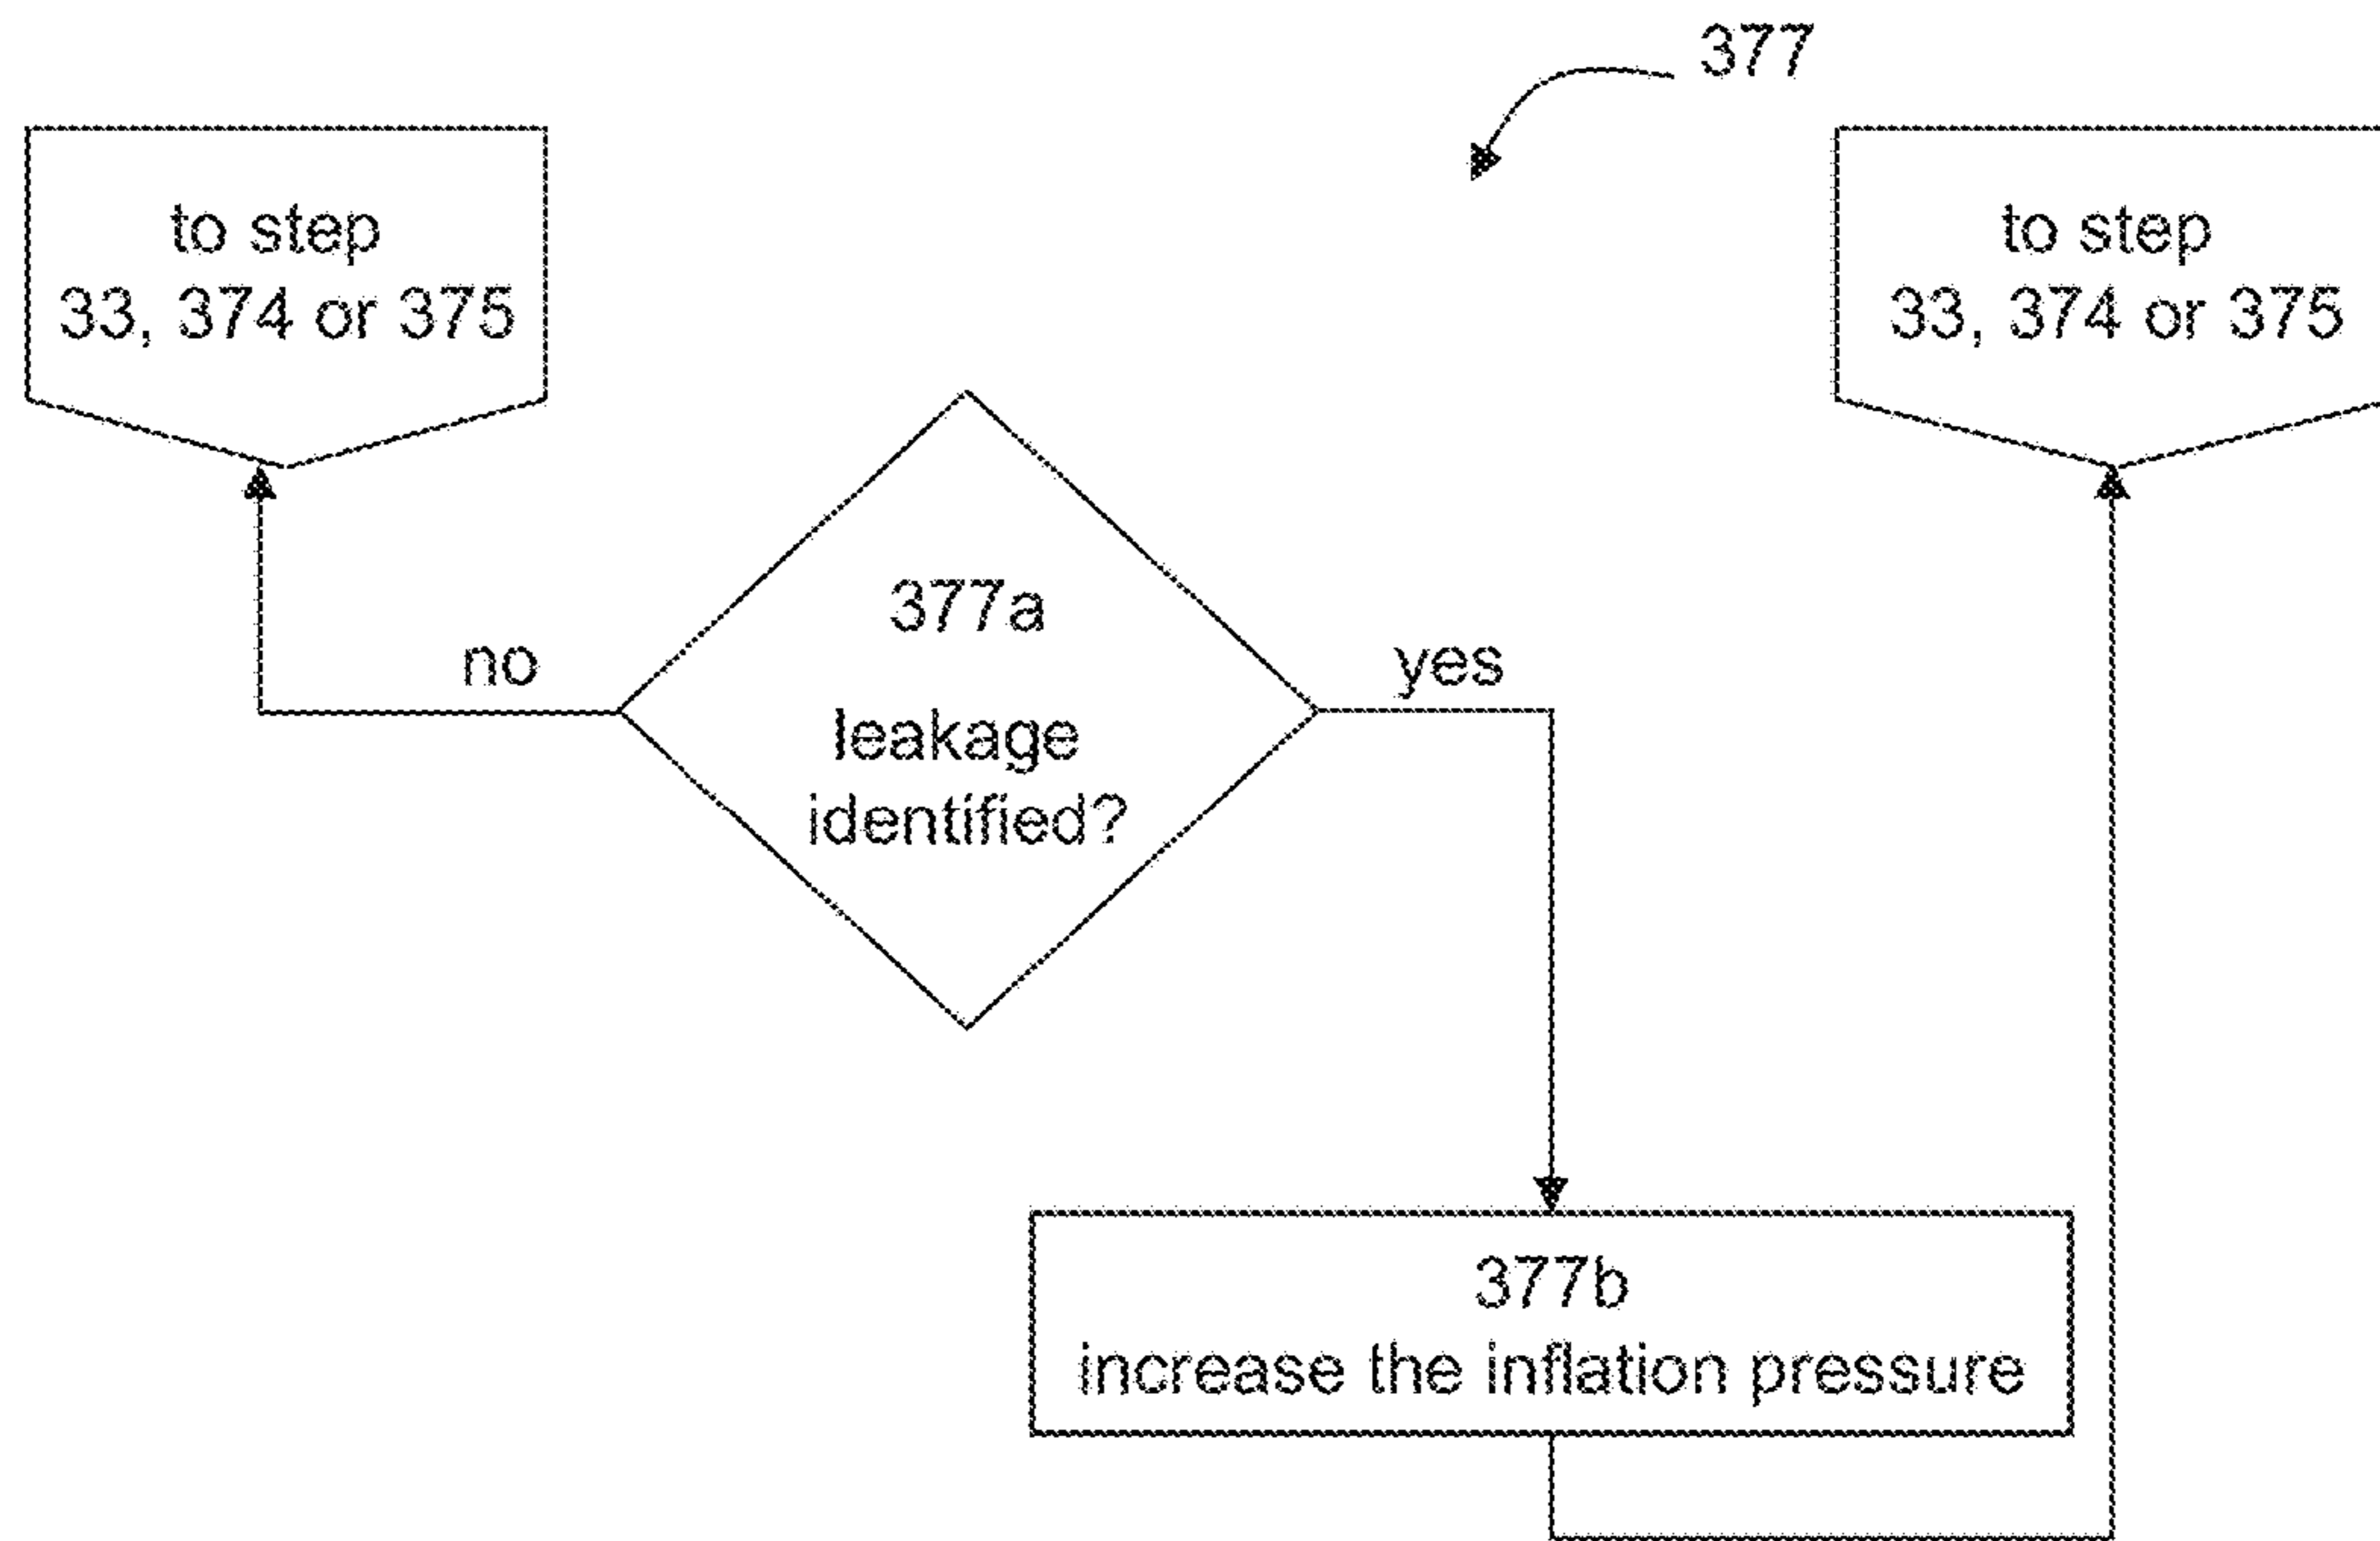 377
to step
33, 374 or 375
to step
33, 374 or 375
377a
no
yes
leakage
identified?
377b
increase the inflation pressure